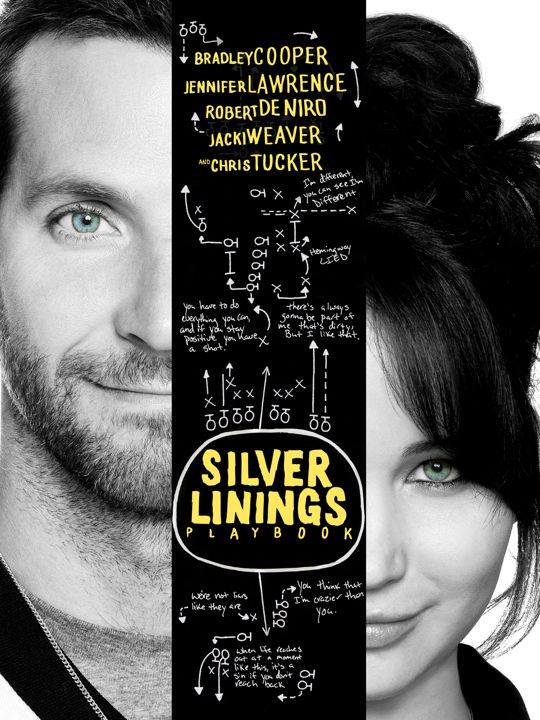 BRADLEY COOPER
JENNIFER LAWRENCE
ROBERT DE NIRO
JACKI WEAVER
AND CHRIS TUCKER
I'm different,
you can see I'm
Different
Hemingway
LIED
you have to do
everything you can,
and if you stay
positive you have
a shot.
there's always
gonna be part of
me that's dirty,
But I like that.
SILVER
LININGS
PLAYBOOK
we're not liars
like they are
You think that
I'm crazier than
you.
when life reaches
out at a moment
like this, it's a
sin if you don't
reach back